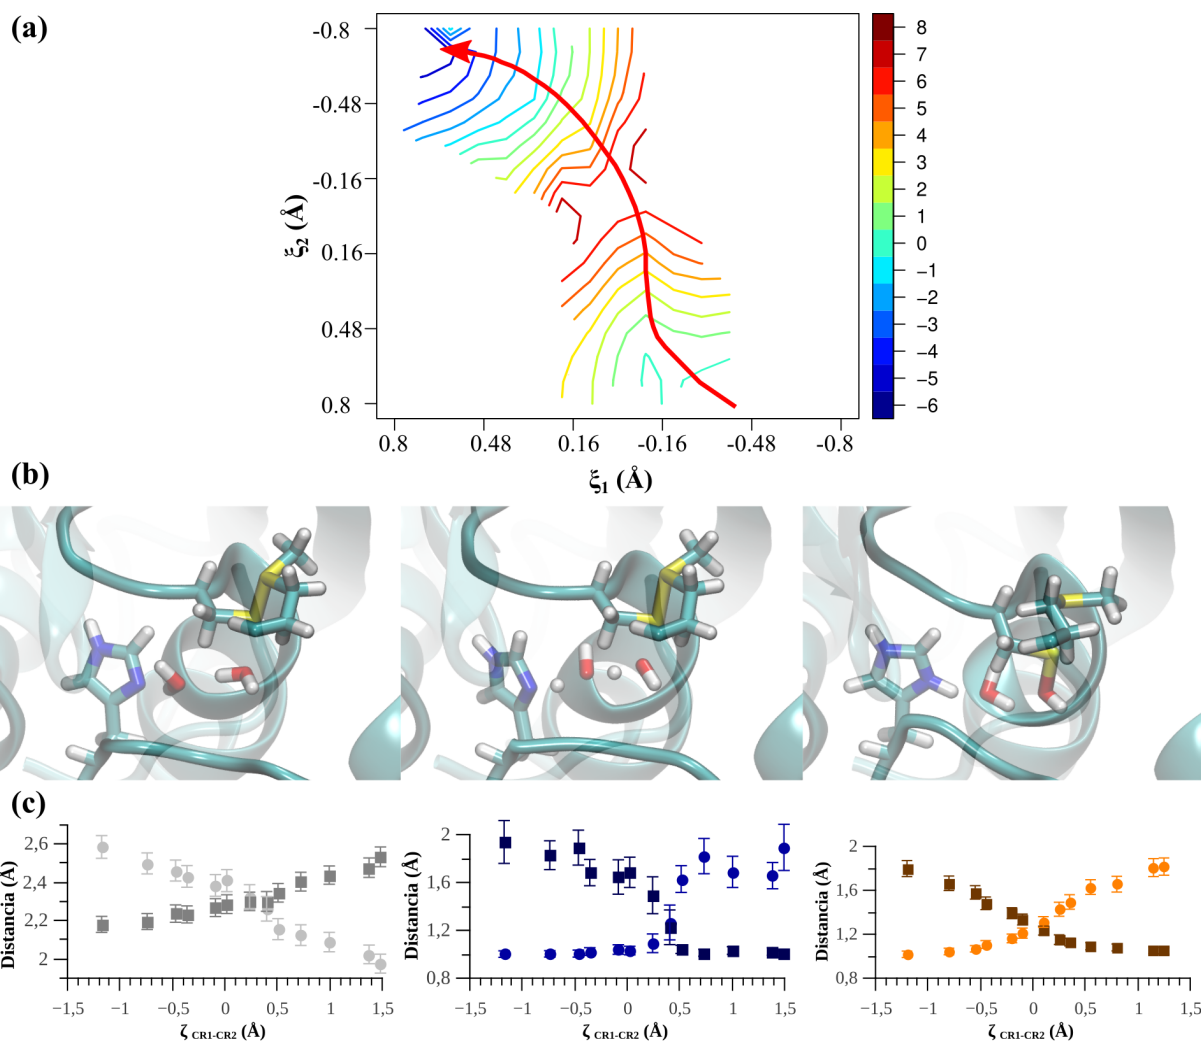 (a)
-0.8
-0.48
-0.16
0.16
0.48
0.8
ξ2 (Å)
0.8 0.48 0.16 -0.16 -0.48 -0.8
ξ1 (Å)
8
7
6
5
4
3
2
1
0
−1
−2
−3
−4
−5
−6
(b)
(c)
Distancia (Å)
2,6
2,4
2,2
2
−1,5 −1 −0,5 0 0,5 1 1,5
ζ CR1-CR2 (Å)
Distancia (Å)
2
1,6
1,2
0,8
−1,5 −1 −0,5 0 0,5 1 1,5
ζ CR1-CR2 (Å)
Distancia (Å)
2
1,6
1,2
0,8
−1,5 −1 −0,5 0 0,5 1 1,5
ζ CR1-CR2 (Å)